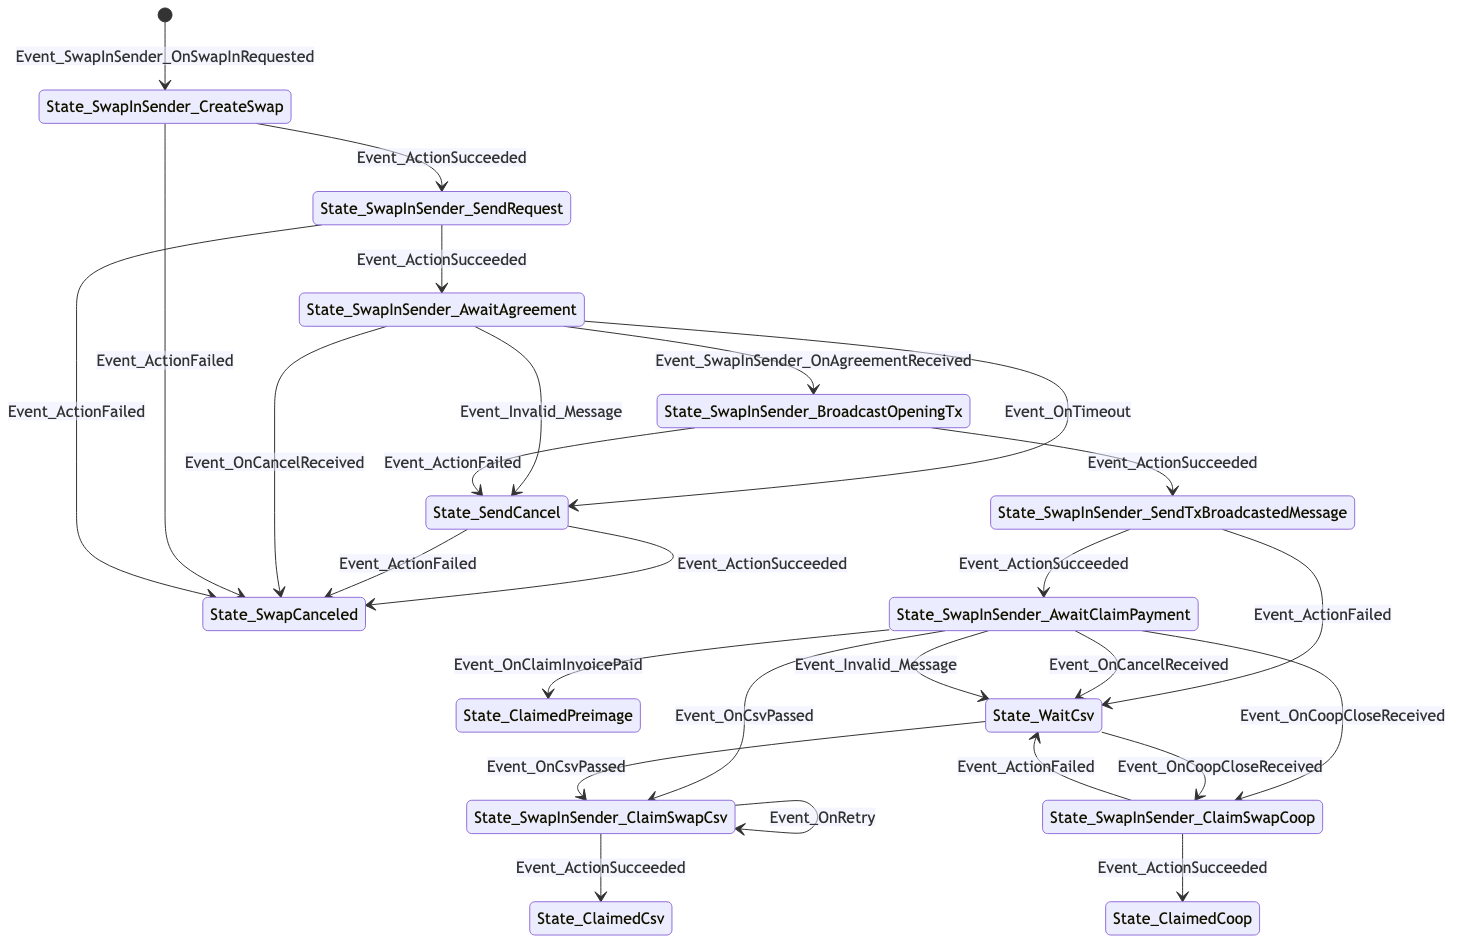 Event_SwapInSender_OnSwapInRequested
State_SwapInSender_CreateSwap
Event_ActionSucceeded
State_SwapInSender_SendRequest
Event_ActionSucceeded
State_SwapInSender_AwaitAgreement
Event_ActionFailed
Event_SwapInSender_OnAgreementReceived
Event_ActionFailed
Event_Invalid_Message
State_SwapInSender_BroadcastOpeningTx
Event_OnTimeout
Event_OnCancelReceived
Event_ActionFailed
Event_ActionSucceeded
State_SendCancel
State_SwapInSender_SendTxBroadcastedMessage
Event_ActionFailed
Event_ActionSucceeded
Event_ActionSucceeded
State_SwapCanceled
State_SwapInSender_AwaitClaimPayment
Event_ActionFailed
Event_OnClaimInvoicePaid
Event_Invalid_Message
Event_OnCancelReceived
State_ClaimedPreimage
Event_OnCsvPassed
State_WaitCsv
Event_OnCoopCloseReceived
Event_OnCsvPassed
Event_ActionFailed
Event_OnCoopCloseReceived
State_SwapInSender_ClaimSwapCsv
Event_OnRetry
State_SwapInSender_ClaimSwapCoop
Event_ActionSucceeded
Event_ActionSucceeded
State_ClaimedCsv
State_ClaimedCoop